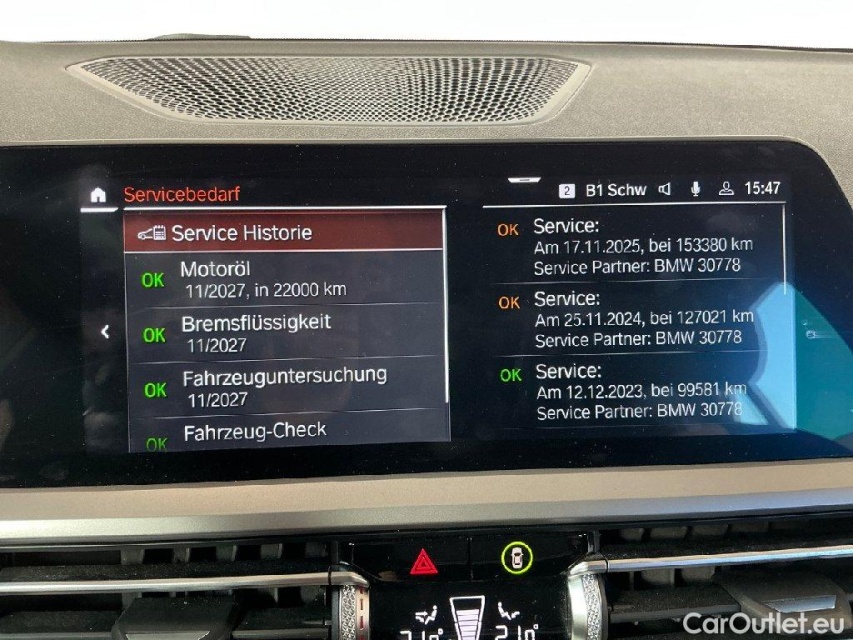 Servicebedarf
2 B1 Schw 15:47
Service Historie
OK Motoröl
11/2027, in 22000 km
OK Bremsflüssigkeit
11/2027
OK Fahrzeuguntersuchung
11/2027
OK Fahrzeug-Check
OK Service:
Am 17.11.2025, bei 153380 km
Service Partner: BMW 30778
OK Service:
Am 25.11.2024, bei 127021 km
Service Partner: BMW 30778
OK Service:
Am 12.12.2023, bei 99581 km
Service Partner: BMW 30778
CarOutlet.eu